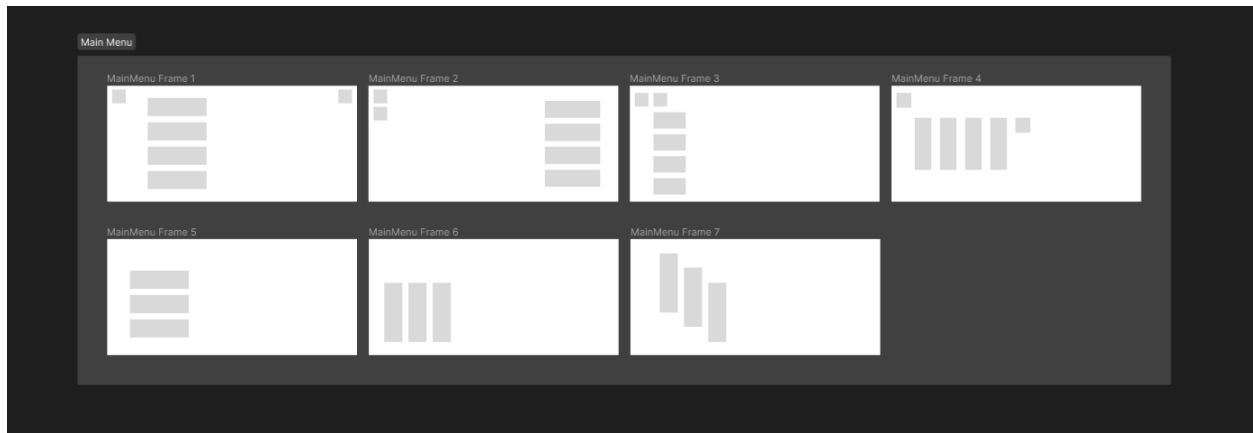 Main Menu
MainMenu Frame 1
MainMenu Frame 2
MainMenu Frame 3
MainMenu Frame 4
MainMenu Frame 5
MainMenu Frame 6
MainMenu Frame 7